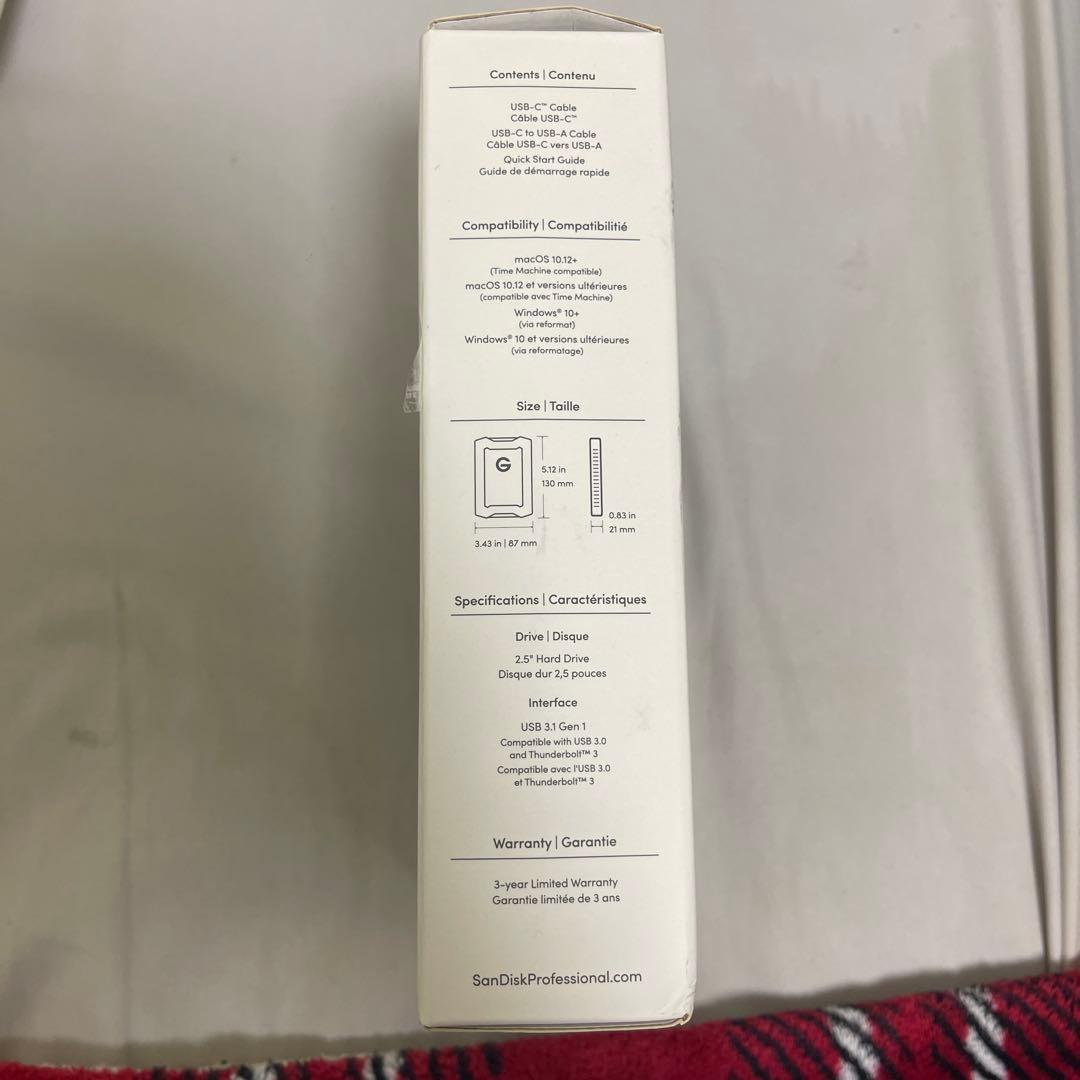 Contents | Contenu
USB-C™ Cable
Câble USB-C™
USB-C to USB-A Cable
Câble USB-C vers USB-A
Quick Start Guide
Guide de démarrage rapide
Compatibility | Compatibilitié
macOS 10.12+
(Time Machine compatible)
macOS 10.12 et versions ultérieures
(compatible avec Time Machine)
Windows® 10+
(via reformat)
Windows® 10 et versions ultérieures
(via reformatage)
Size | Taille
G
5.12 in
130 mm
0.83 in
21 mm
3.43 in | 87 mm
Specifications | Caractéristiques
Drive | Disque
2.5" Hard Drive
Disque dur 2,5 pouces
Interface
USB 3.1 Gen 1
Compatible with USB 3.0
and Thunderbolt™ 3
Compatible avec l'USB 3.0
et Thunderbolt™ 3
Warranty | Garantie
3-year Limited Warranty
Garantie limitée de 3 ans
SanDiskProfessional.com